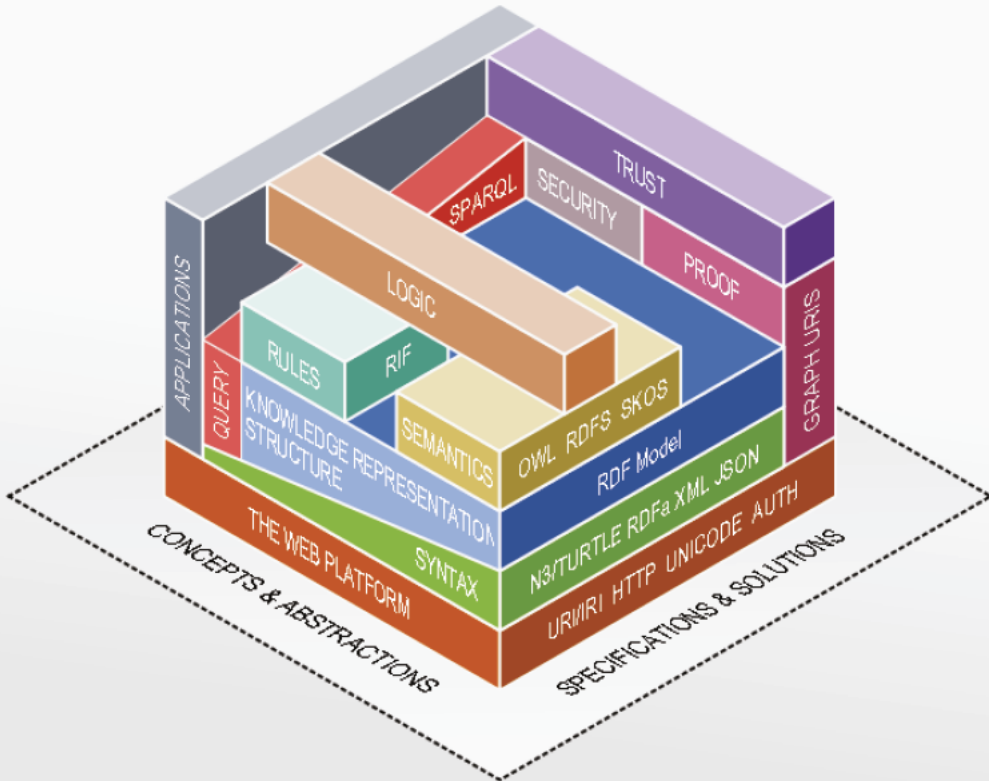 TRUST
SECURITY
SPARQL
PROOF
LOGIC
APPLICATIONS
GRAPH URIS
RULES
RIF
QUERY
KNOWLEDGE REPRESENTATION
STRUCTURE
SEMANTICS
OWL RDFS SKOS
RDF Model
SYNTAX
N3/TURTLE RDFa XML JSON
THE WEB PLATFORM
URI/IRI HTTP UNICODE AUTH
CONCEPTS & ABSTRACTIONS
SPECIFICATIONS & SOLUTIONS